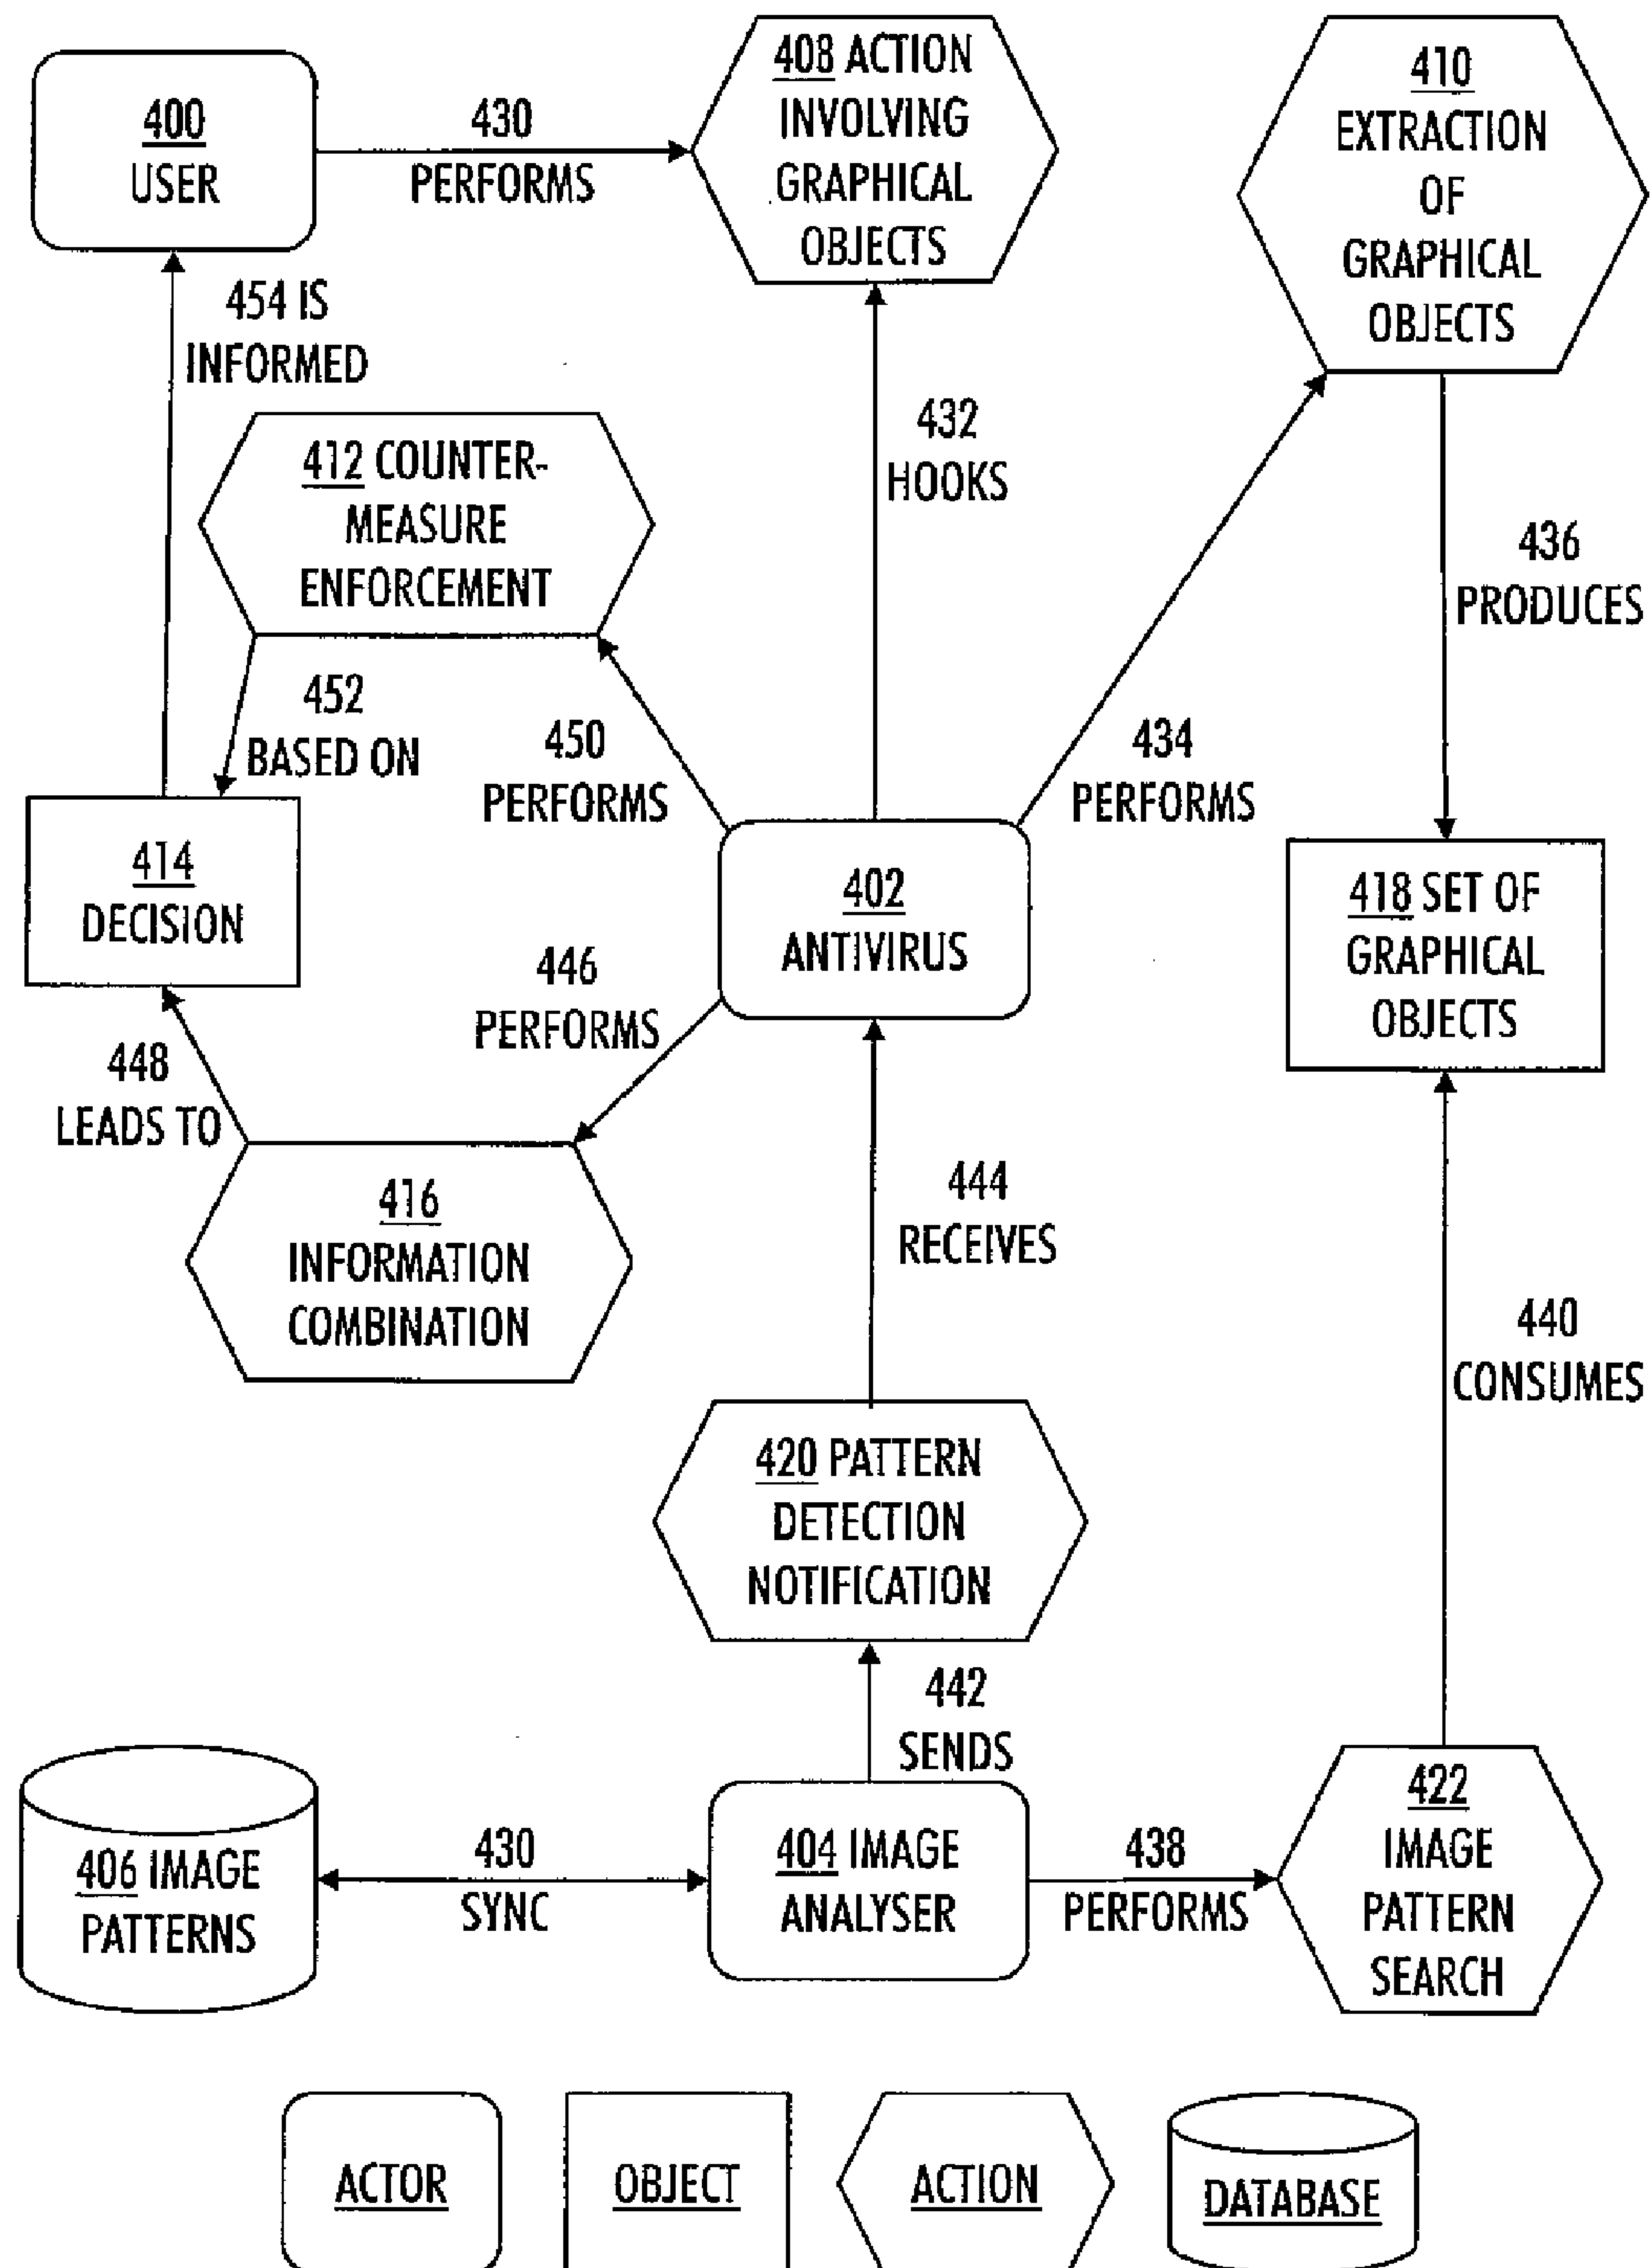 400
USER
430
PERFORMS
408 ACTION
INVOLVING
GRAPHICAL
OBJECTS
410
EXTRACTION
OF
GRAPHICAL
OBJECTS
454 IS
INFORMED
412 COUNTER-
MEASURE
ENFORCEMENT
432
HOOKS
436
PRODUCES
452
BASED ON
450
PERFORMS
434
PERFORMS
414
DECISION
402
ANTIVIRUS
418 SET OF
GRAPHICAL
OBJECTS
446
PERFORMS
448
LEADS TO
416
INFORMATION
COMBINATION
444
RECEIVES
440
CONSUMES
420 PATTERN
DETECTION
NOTIFICATION
442
SENDS
406 IMAGE
PATTERNS
430
SYNC
404 IMAGE
ANALYSER
438
PERFORMS
422
IMAGE
PATTERN
SEARCH
ACTOR
OBJECT
ACTION
DATABASE